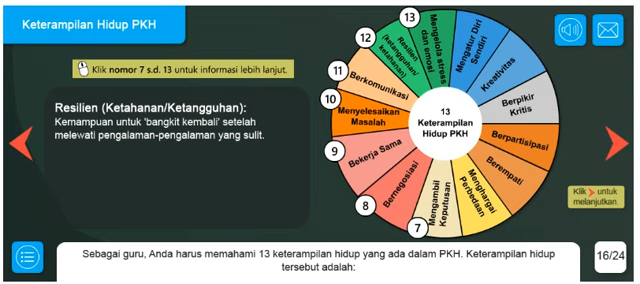 Keterampilan Hidup PKH
Klik nomor 7 s.d. 13 untuk informasi lebih lanjut.
Resilien (Ketahanan/Ketangguhan):
Kemampuan untuk 'bangkit kembali' setelah
melewati pengalaman-pengalaman yang sulit.
13
Mengelola stress
dan emosi
12
Resilien
(ketangguhan/
ketahanan)
11
Berkomunikasi
10
Menyelesaikan
Masalah
9
Bekerja Sama
8
Bernegosiasi
7
Mengambil
Keputusan
Mengatur Diri
Sendiri
Kreativitas
Berpikir
Kritis
Berpartisipasi
Berempati
Menghargai
Perbedaan
13
Keterampilan
Hidup PKH
Klik > untuk
melanjutkan
Sebagai guru, Anda harus memahami 13 keterampilan hidup yang ada dalam PKH. Keterampilan hidup
tersebut adalah:
16/24